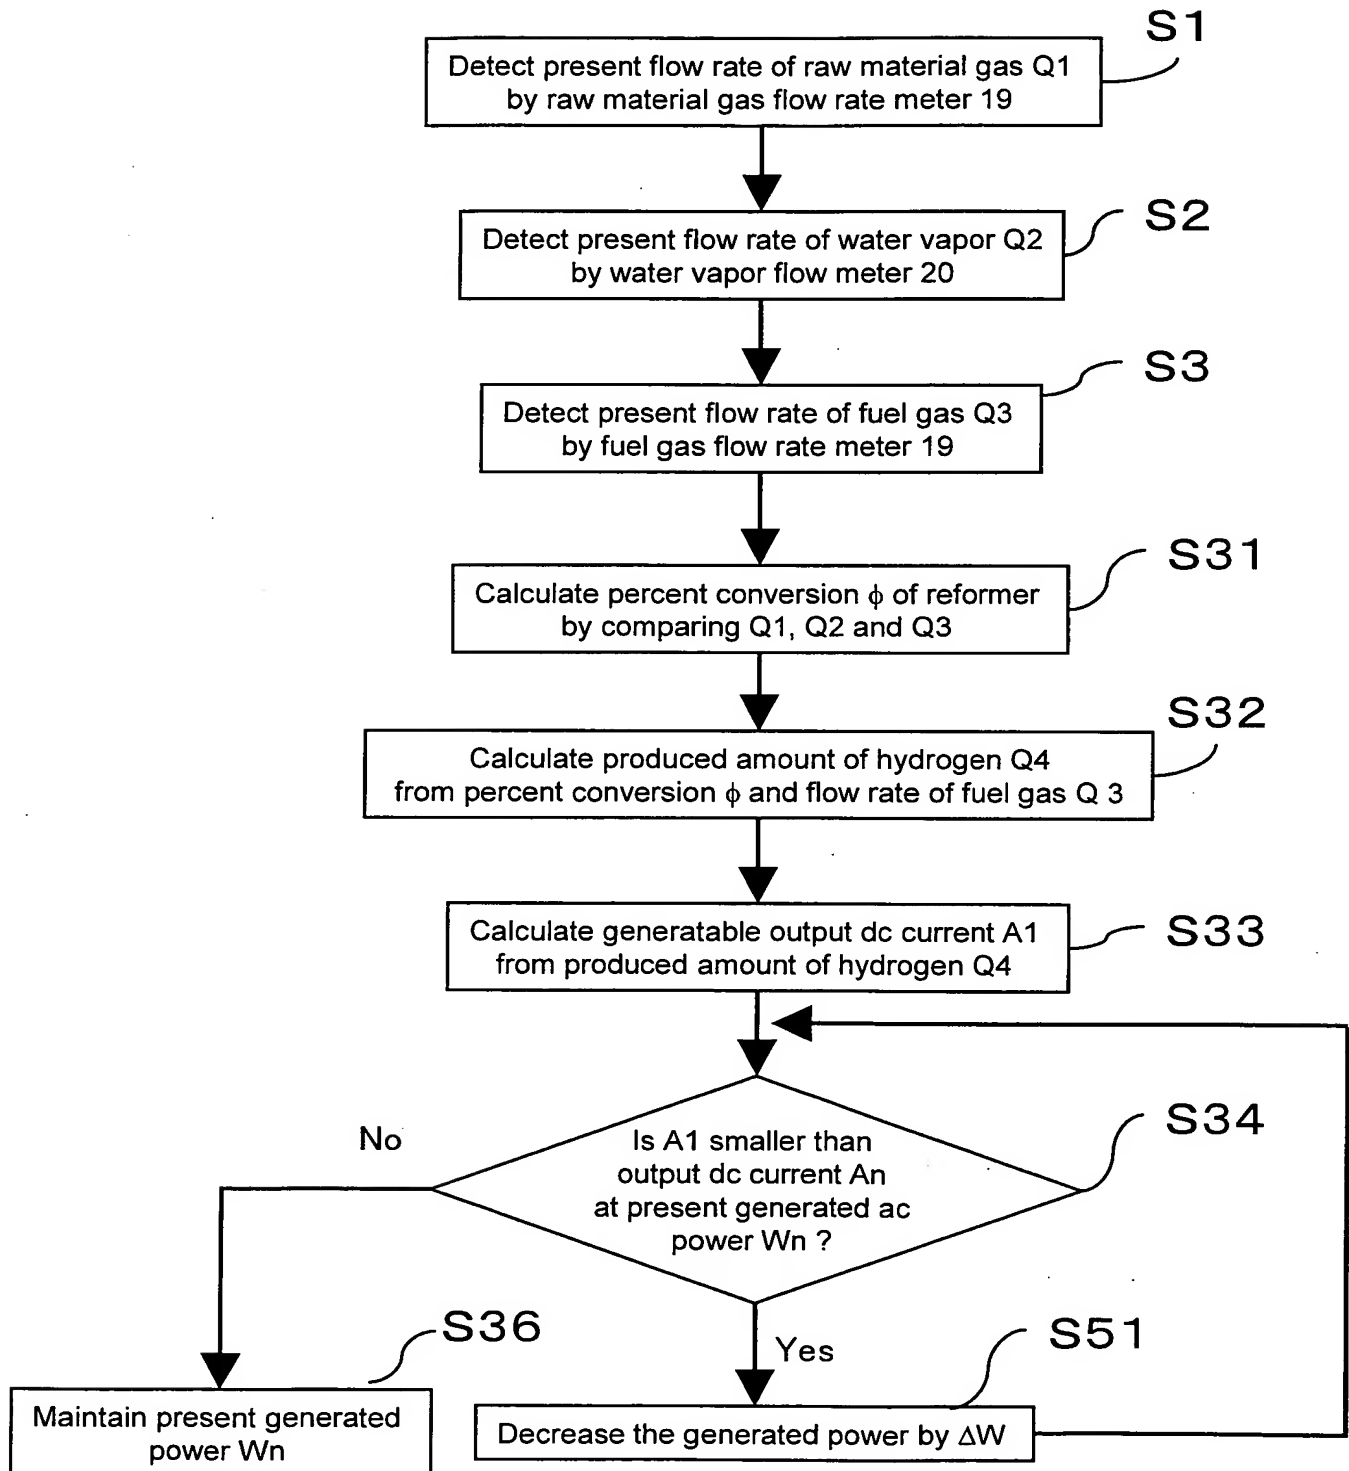 S1
Detect present flow rate of raw material gas Q1
by raw material gas flow rate meter 19
S2
Detect present flow rate of water vapor Q2
by water vapor flow meter 20
S3
Detect present flow rate of fuel gas Q3
by fuel gas flow rate meter 19
S31
Calculate percent conversion ϕ of reformer
by comparing Q1, Q2 and Q3
S32
Calculate produced amount of hydrogen Q4
from percent conversion ϕ and flow rate of fuel gas Q 3
S33
Calculate generatable output dc current A1
from produced amount of hydrogen Q4
S34
No
Is A1 smaller than
output dc current An
at present generated ac
power Wn ?
S36
Yes
S51
Maintain present generated
power Wn
Decrease the generated power by ΔW